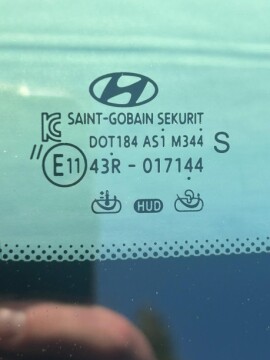 SAINT-GOBAIN SEKURIT
DOT184 AS1 M344 S
E11 43R - 017144
HUD